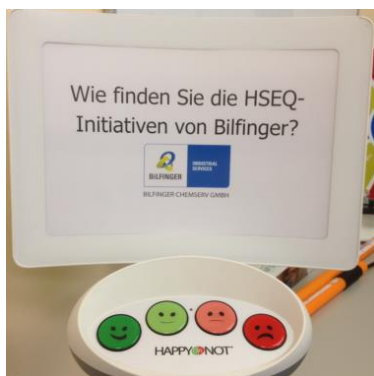 Wie finden Sie die HSEQ-
Initiativen von Bilfinger?
BILFINGER
INDUSTRIAL
SERVICES
BILFINGER CHEMSERV GMBH
HAPPY OR NOT